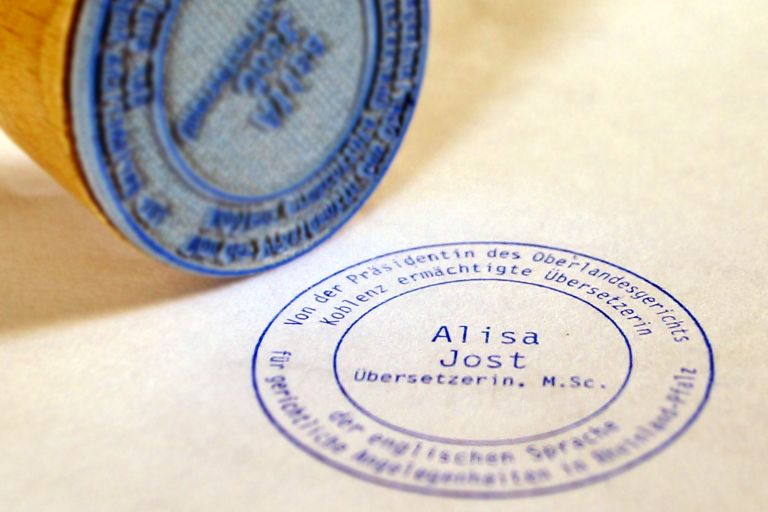 Von der Präsidentin des Oberlandesgerichts
Koblenz ermächtigte Übersetzerin
Alisa
Jost
Übersetzerin, M.Sc.
der englischen Sprache
für gerichtliche Angelegenheiten in Rheinland-Pfalz